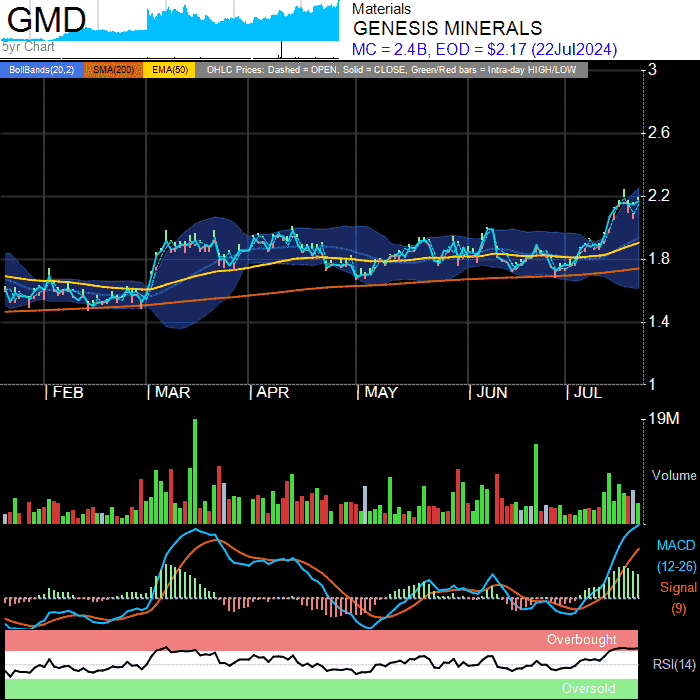 GMD
5yr Chart
Materials
GENESIS MINERALS
MC = 2.4B, EOD = $2.17 (22Jul2024)
BollBands(20,2) SMA(200) EMA(50) OHLC Prices: Dashed = OPEN, Solid = CLOSE, Green/Red bars = Intra-day HIGH/LOW
3
2.6
2.2
1.8
1.4
1
FEB MAR APR MAY JUN JUL
19M
Volume
MACD
(12-26)
Signal
(9)
Overbought
RSI(14)
Oversold